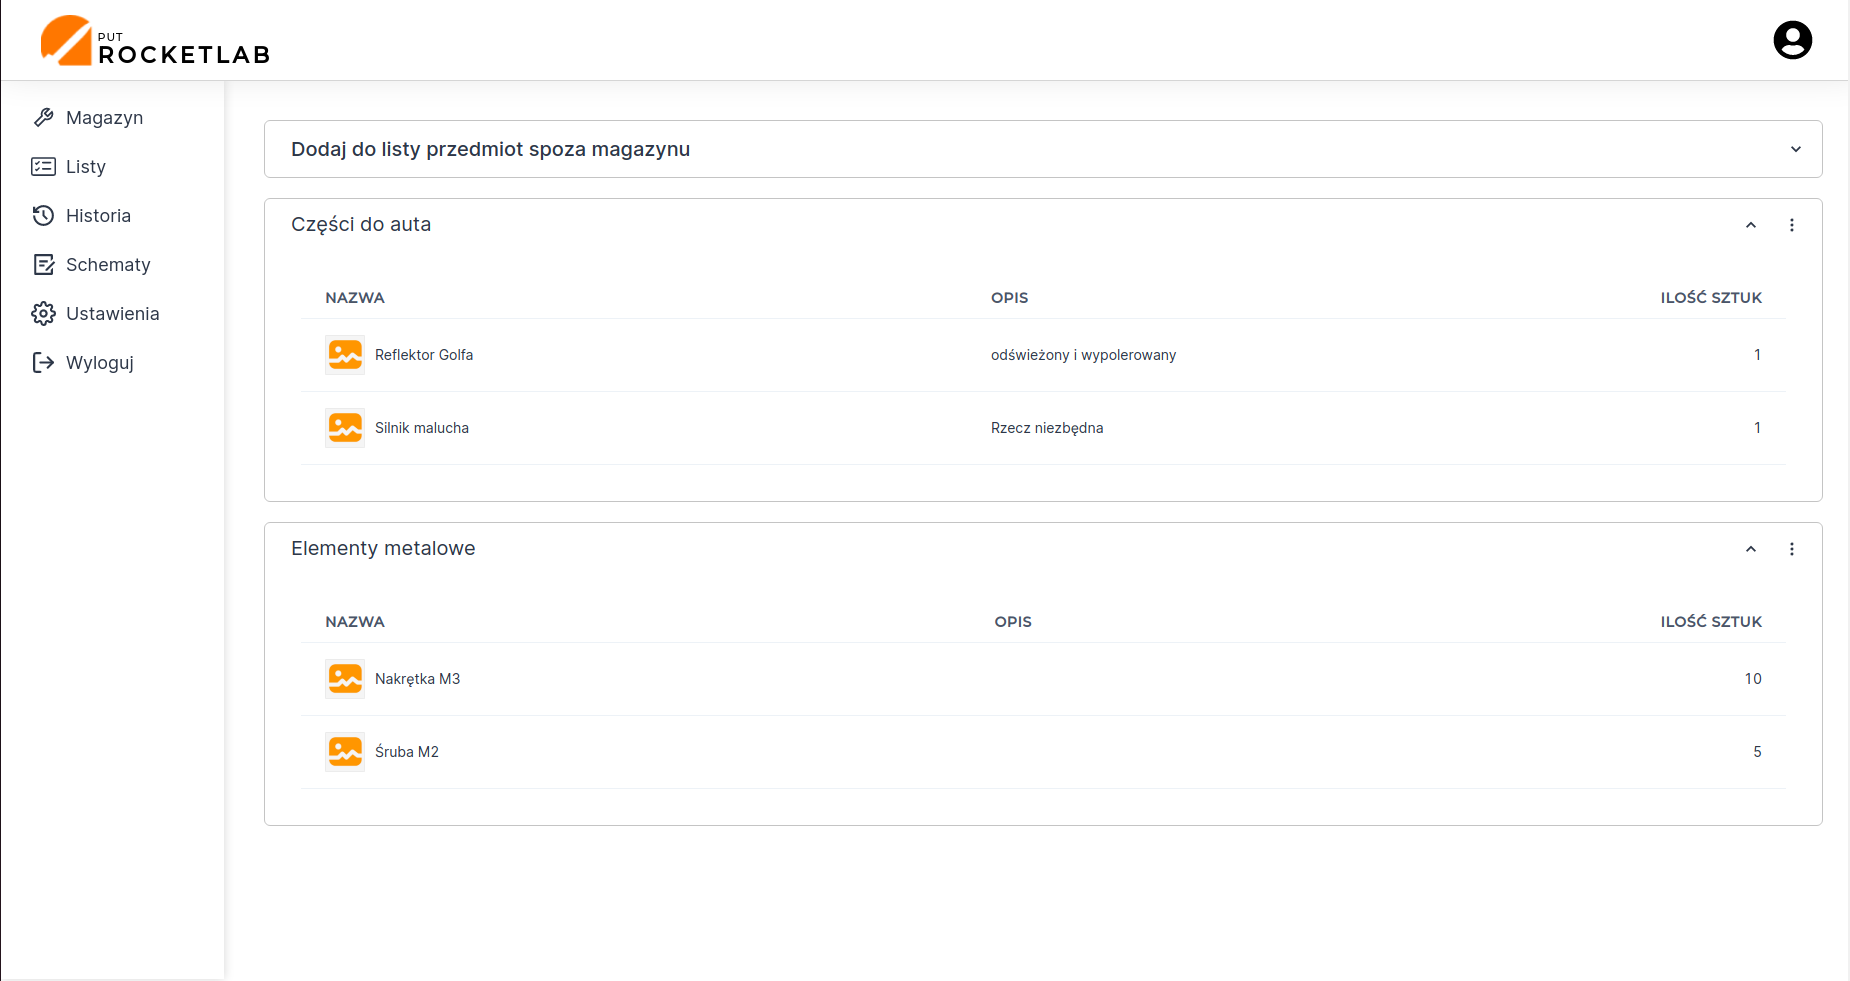 PUT
ROCKETLAB
Magazyn
Listy
Historia
Schematy
Ustawienia
Wyloguj
Dodaj do listy przedmiot spoza magazynu
Części do auta
NAZWA OPIS ILOŚĆ SZTUK
Reflektor Golfa odświeżony i wypolerowany 1
Silnik malucha Rzecz niezbędna 1
Elementy metalowe
NAZWA OPIS ILOŚĆ SZTUK
Nakrętka M3 10
Śruba M2 5